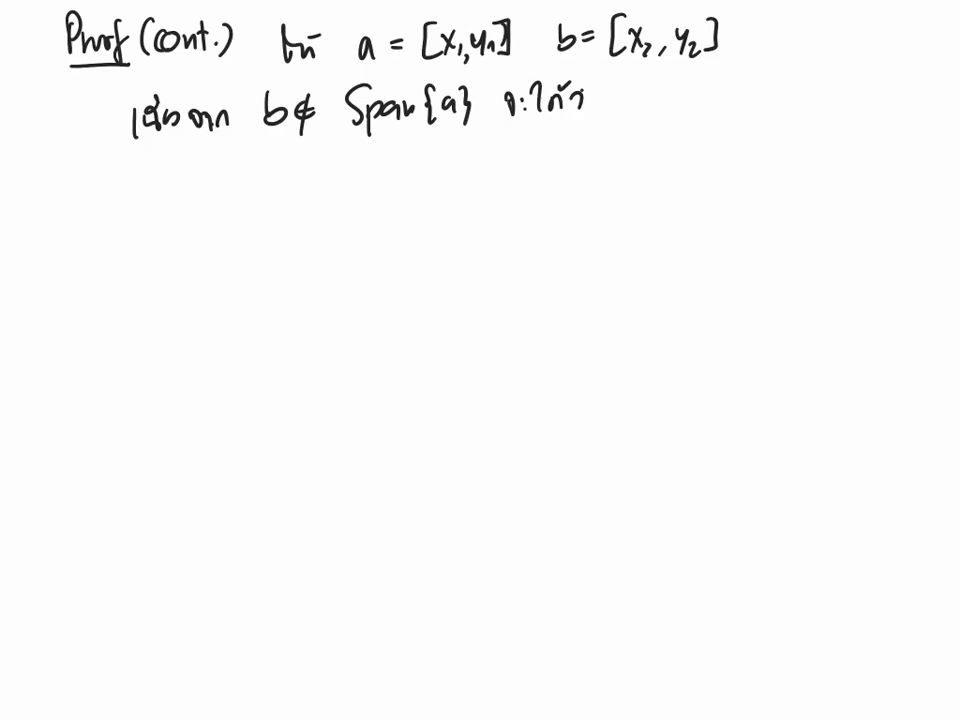 Proof (cont.) ให้ a = [x₁, y₁] b = [x₂, y₂]
เนื่องจาก b ∉ Span{a} จะได้ว่า